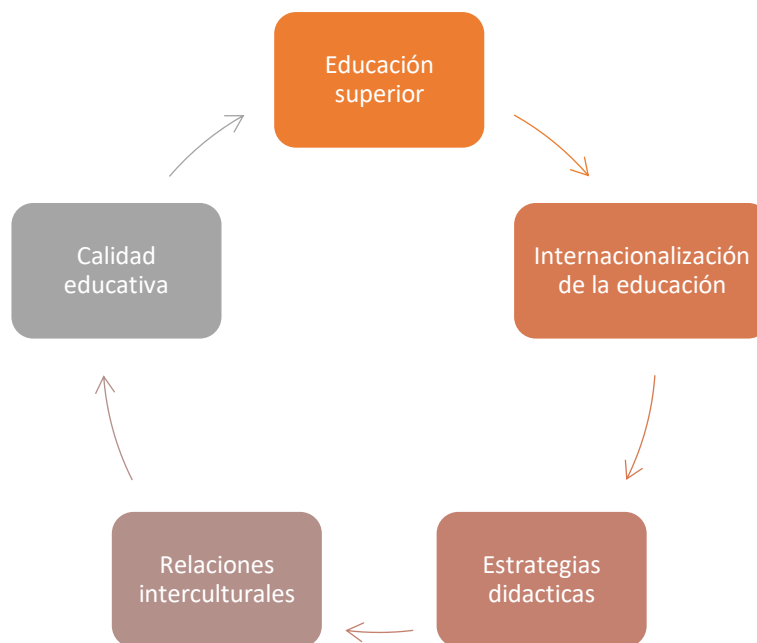 Educación
superior
Internacionalización
de la educación
Estrategias
didacticas
Relaciones
interculturales
Calidad
educativa